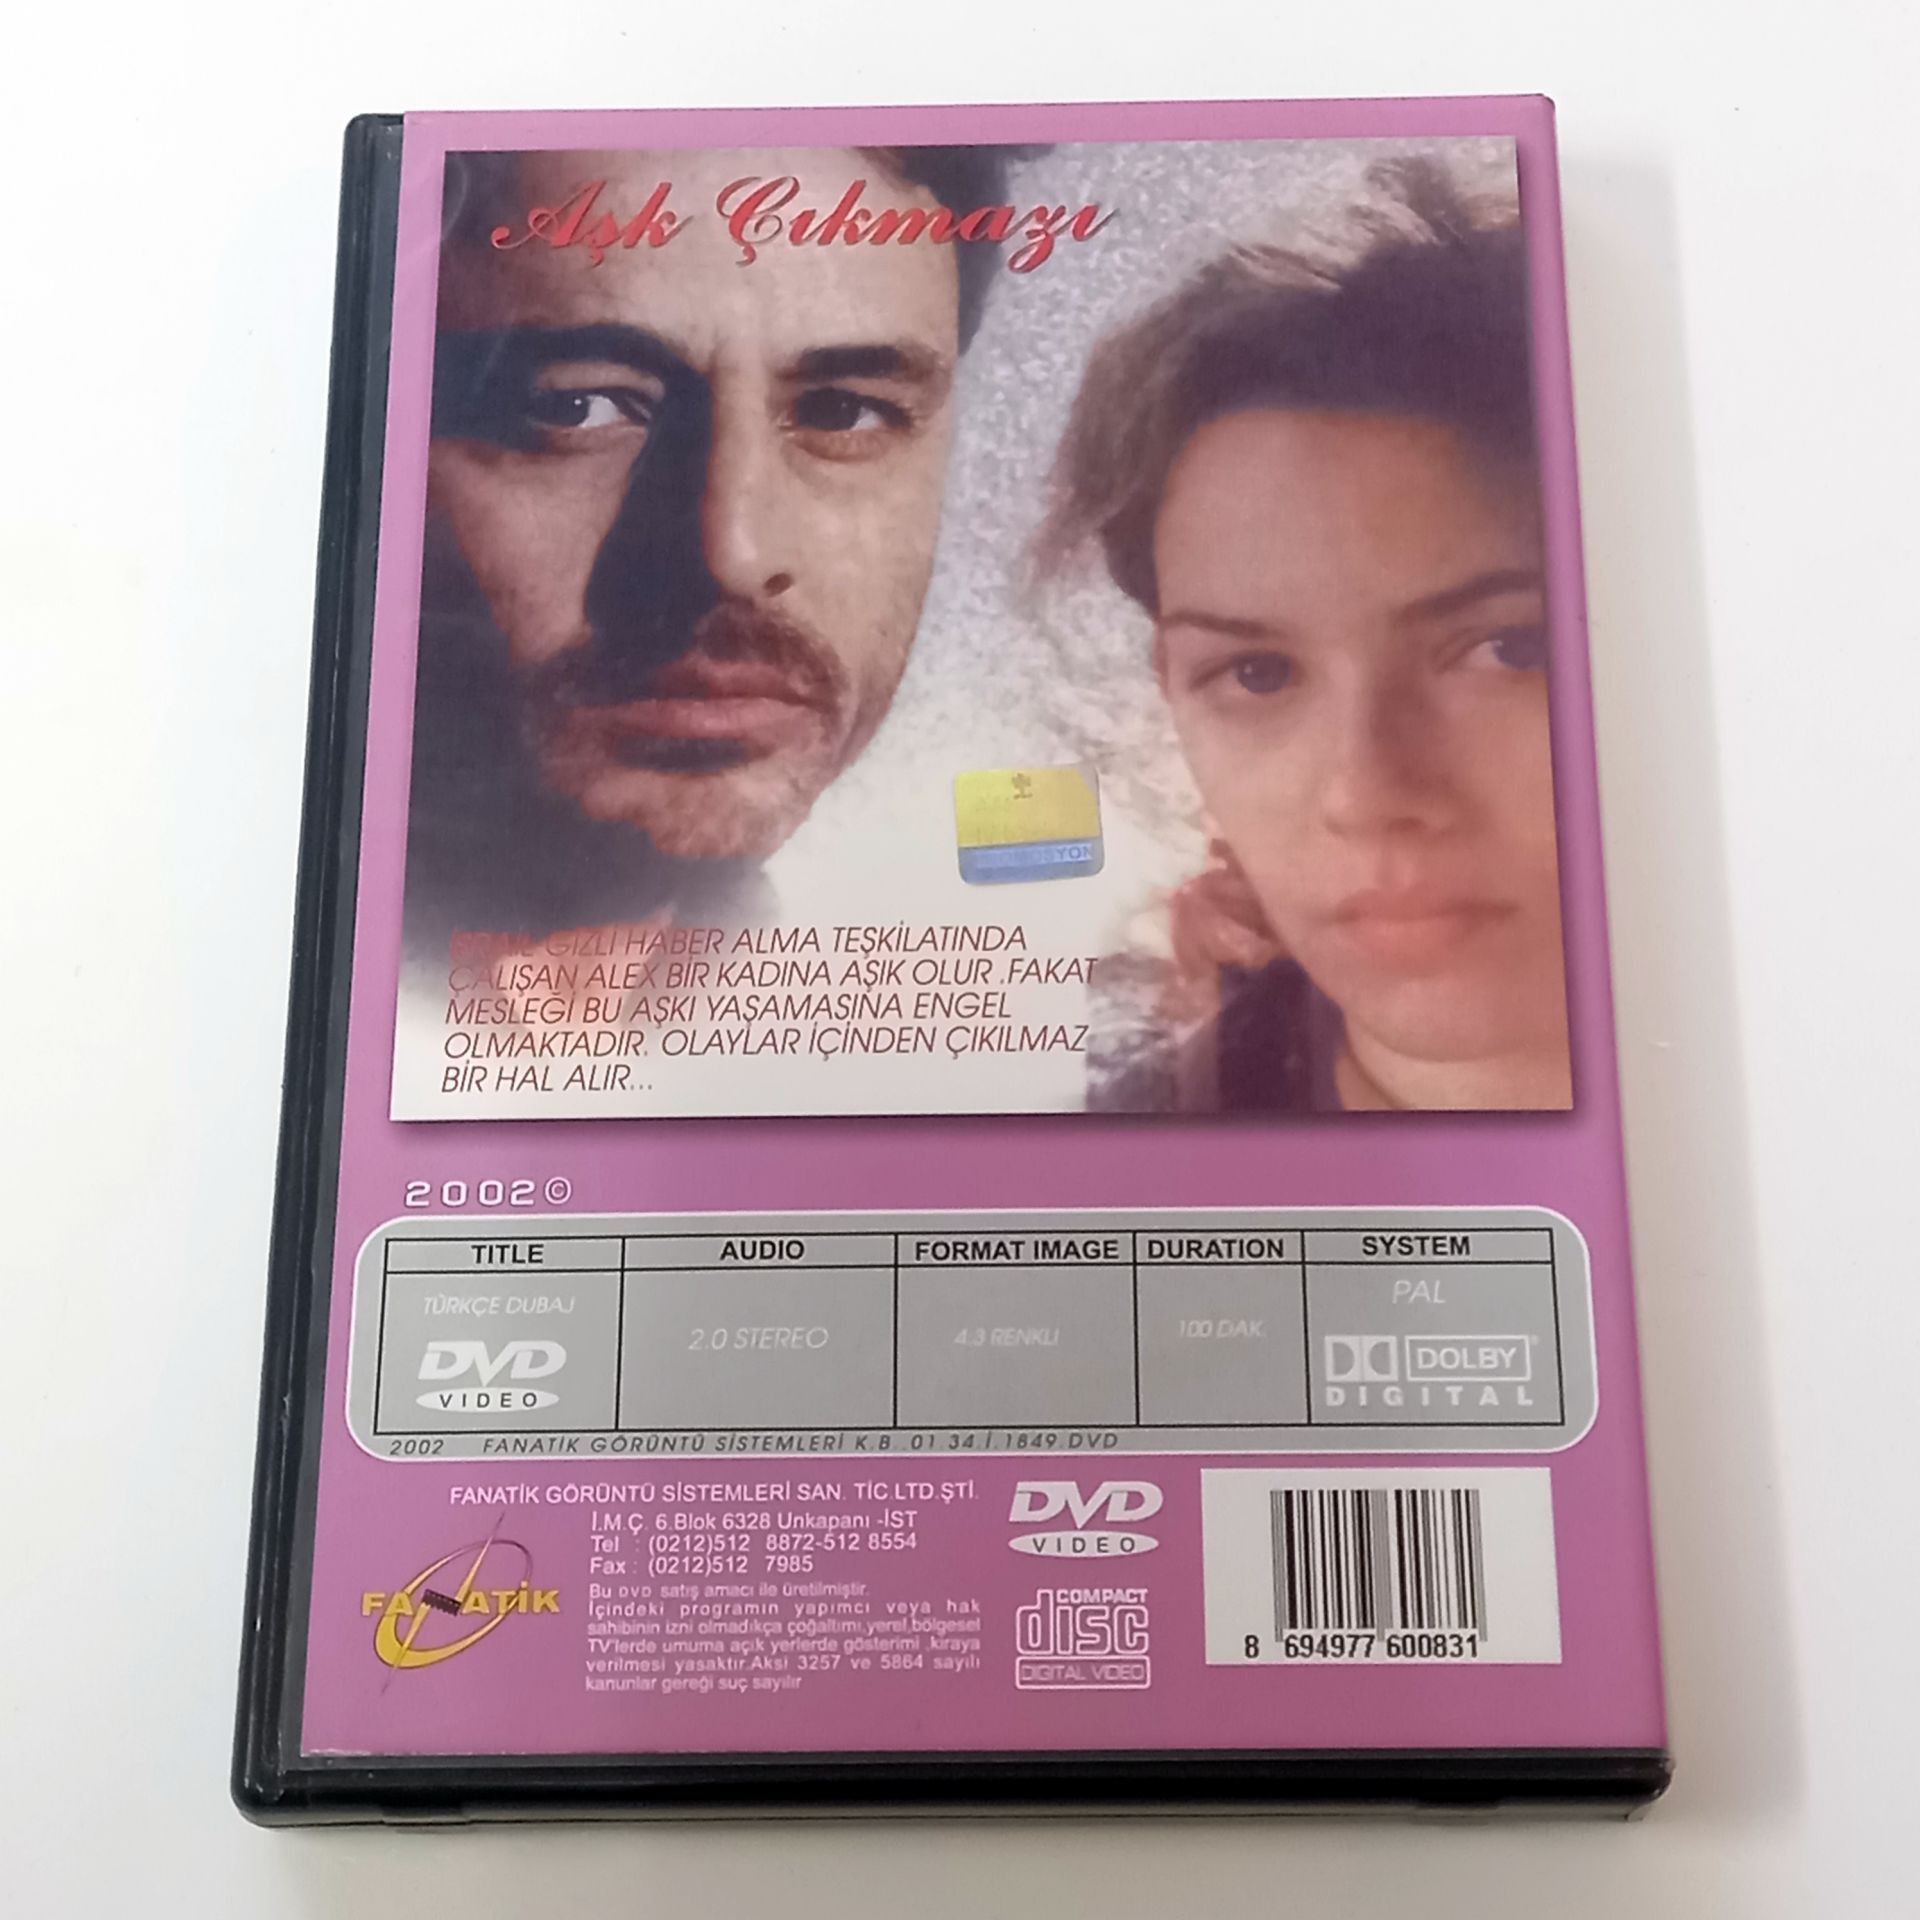 Aşk Çıkmazı
PROMOSYON
GİZLİ HABER ALMA TEŞKİLATINDA
ÇALIŞAN ALEX BİR KADINA AŞIK OLUR .FAKAT
MESLEĞİ BU AŞKI YAŞAMASINA ENGEL
OLMAKTADIR. OLAYLAR İÇİNDEN ÇIKILMAZ
BİR HAL ALIR...
2002©
TITLE AUDIO FORMAT IMAGE DURATION SYSTEM
TÜRKÇE DUBAJ 2.0 STEREO 4.3 RENKLİ 100 DAK. PAL
DVD
VIDEO
DOLBY
DIGITAL
2002 FANATİK GÖRÜNTÜ SİSTEMLERİ K.B..01.34.İ.1849.DVD
FANATİK GÖRÜNTÜ SİSTEMLERİ SAN. TİC.LTD.ŞTİ.
İ.M.Ç. 6.Blok 6328 Unkapanı -İST
Tel : (0212)512 8872-512 8554
Fax : (0212)512 7985
Bu DVD satış amacı ile üretilmiştir.
İçindeki programın yapımcı veya hak
sahibinin izni olmadıkça çoğaltımı,yerel,bölgesel
TV'lerde umuma açık yerlerde gösterimi ,kiraya
verilmesi yasaktır.Aksi 3257 ve 5864 sayılı
kanunlar gereği suç sayılır
FANATİK
DVD
VIDEO
COMPACT
disc
DIGITAL VIDEO
8 694977 600831